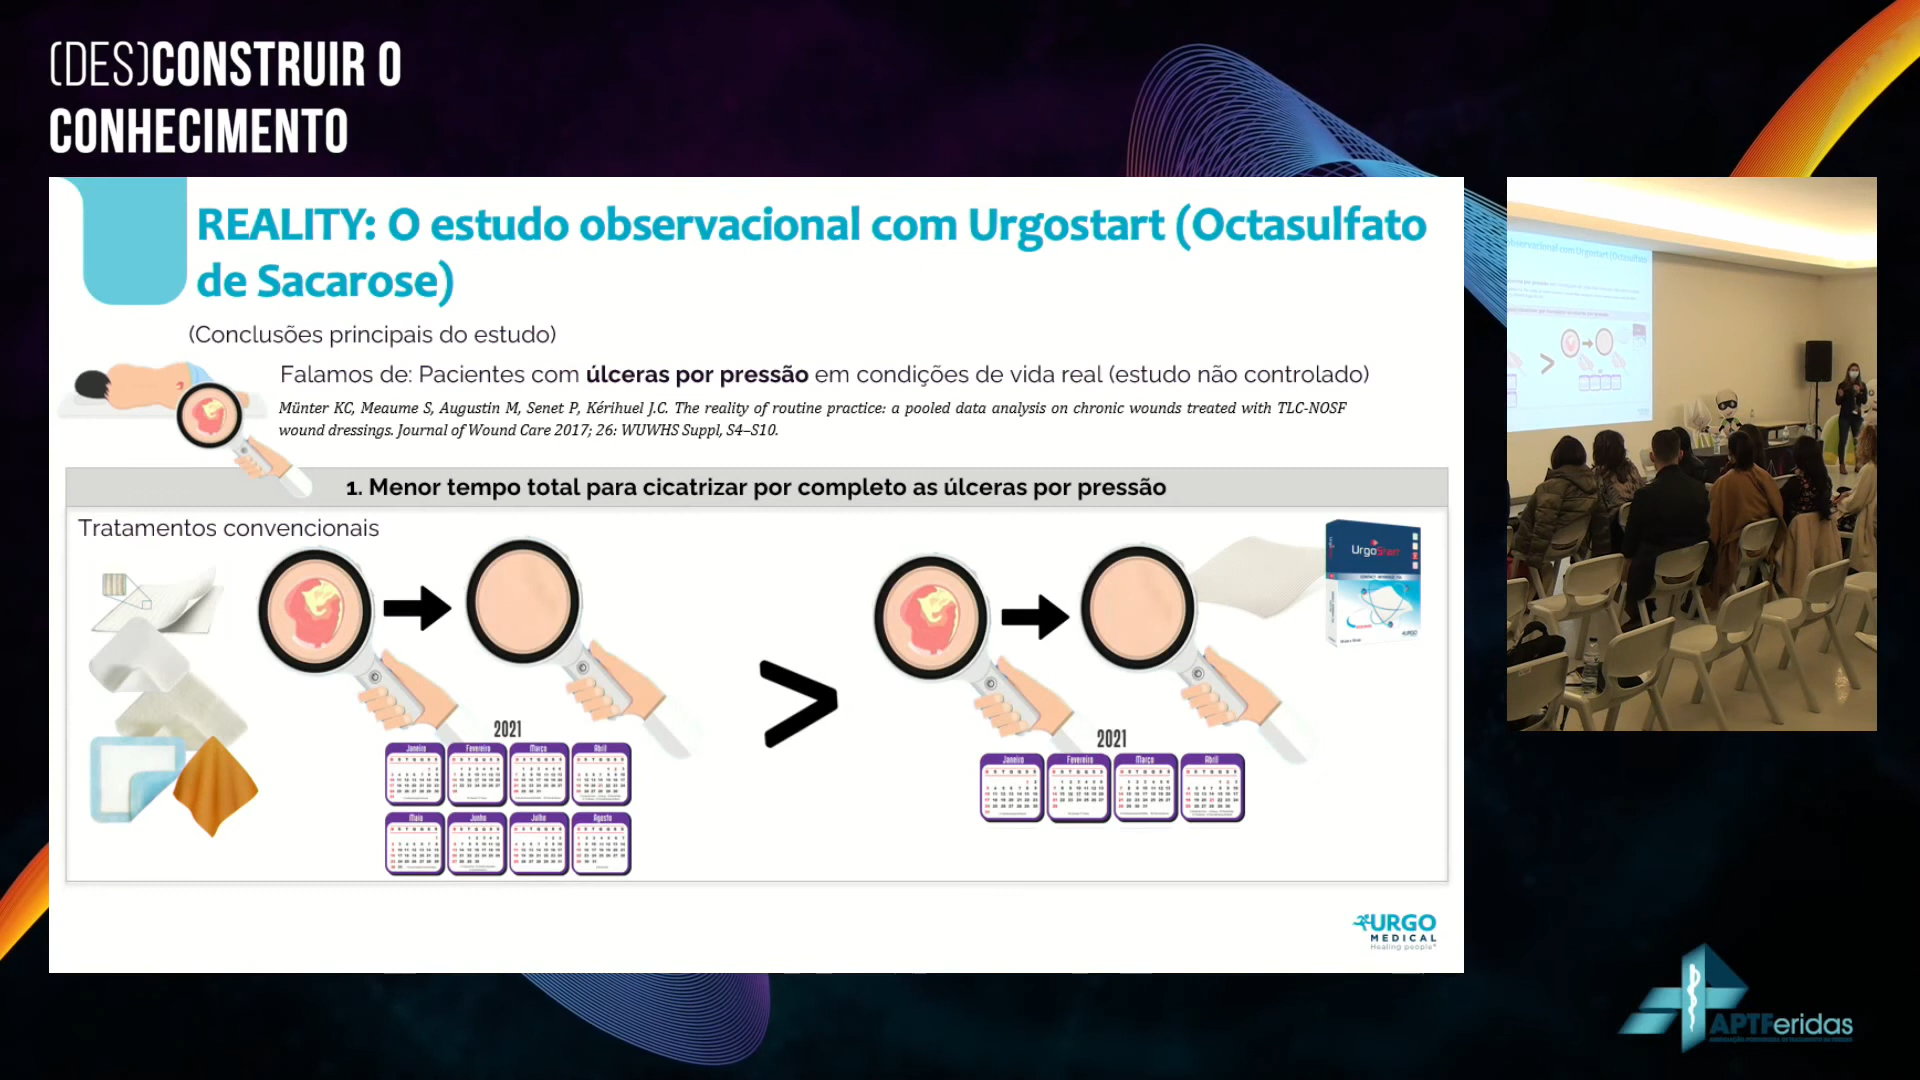 (DES)CONSTRUIR O
CONHECIMENTO
REALITY: O estudo observacional com Urgostart (Octasulfato
de Sacarose)
(Conclusões principais do estudo)
Falamos de: Pacientes com úlceras por pressão em condições de vida real (estudo não controlado)
Münter KC, Meaume S, Augustin M, Senet P, Kérihuel J.C. The reality of routine practice: a pooled data analysis on chronic wounds treated with TLC-NOSF
wound dressings. Journal of Wound Care 2017; 26: WUWHS Suppl, S4–S10.
1. Menor tempo total para cicatrizar por completo as úlceras por pressão
Tratamentos convencionais
UrgoStart
>
2021
Janeiro Fevereiro Março Abril
Maio Junho Julho Agosto
2021
Janeiro Fevereiro Março Abril
URGO
MEDICAL
Healing people®
APTFeridas